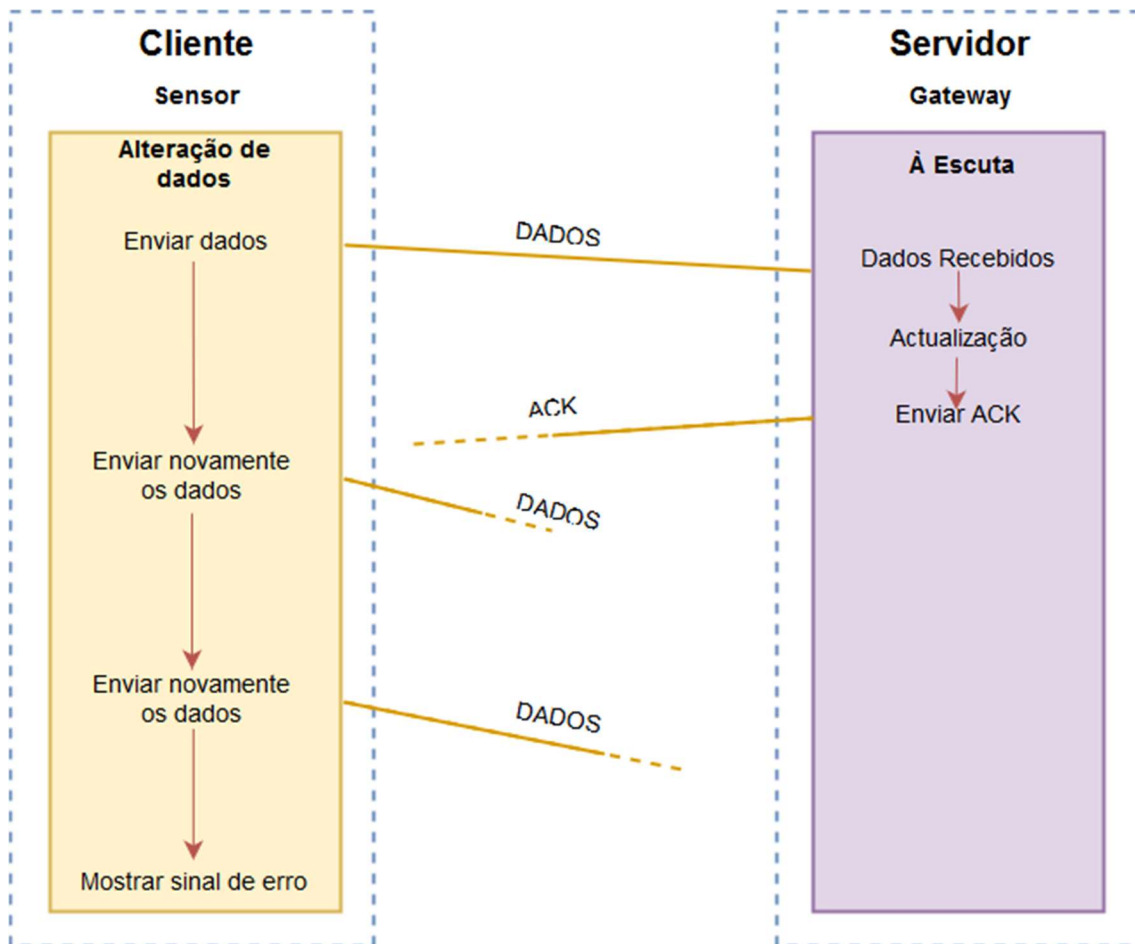 Cliente
Sensor
Alteração de
dados
Enviar dados
Enviar novamente
os dados
Enviar novamente
os dados
Mostrar sinal de erro
DADOS
ACK
DADOS
DADOS
Servidor
Gateway
À Escuta
Dados Recebidos
Actualização
Enviar ACK